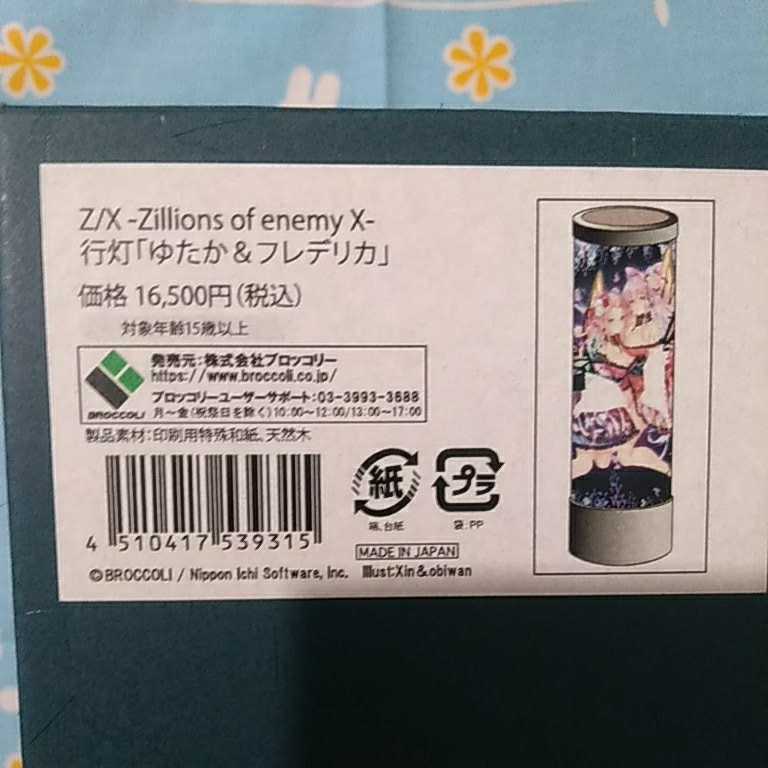 Z/X -Zillions of enemy X-
行灯「ゆたか&フレデリカ」
価格 16,500円(税込)
対象年齢15歳以上
BROCCOLI
発売元:株式会社ブロッコリー
https://www.broccoli.co.jp/
ブロッコリーユーザーサポート:03-3993-3688
月~金(祝祭日を除く)10:00~12:00/13:00~17:00
製品素材:印刷用特殊和紙、天然木
紙
箱、台紙
プラ
袋:PP
4 510417 539315
MADE IN JAPAN
©BROCCOLI / Nippon Ichi Software, Inc. Illust:Xin&obiwan